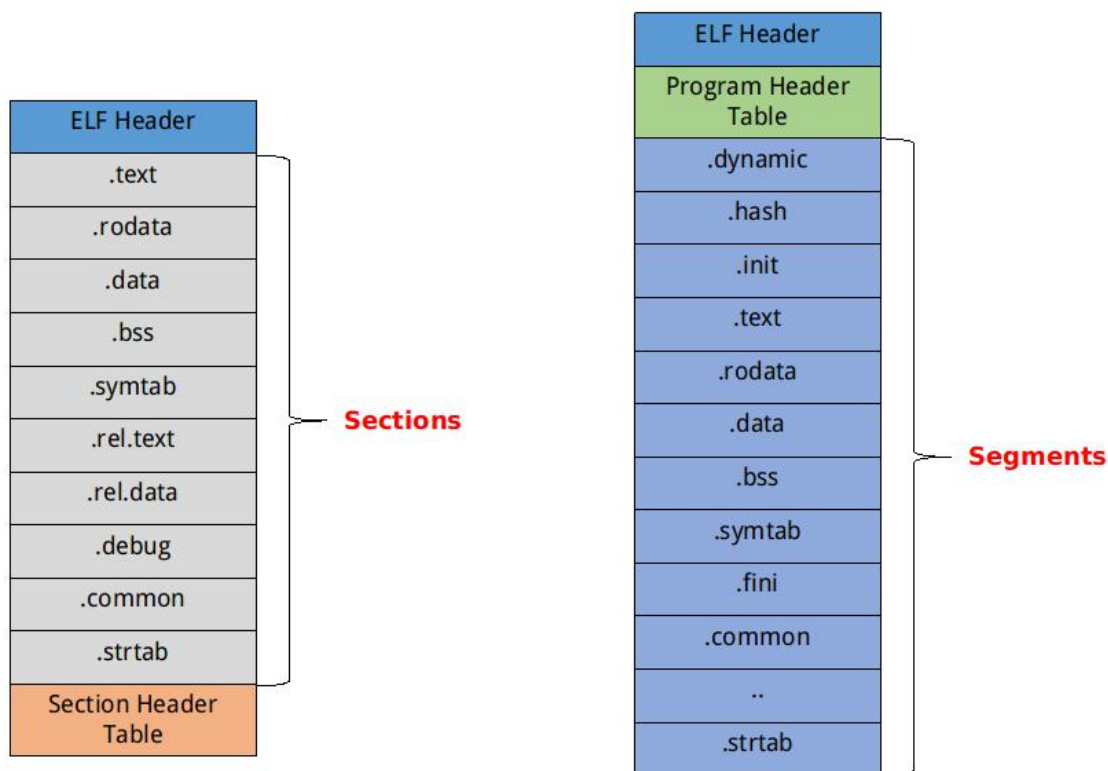 ELF Header
.text
.rodata
.data
.bss
.symtab
.rel.text
.rel.data
.debug
.common
.strtab
Section Header
Table
Sections
ELF Header
Program Header
Table
.dynamic
.hash
.init
.text
.rodata
.data
.bss
.symtab
.fini
.common
..
.strtab
Segments